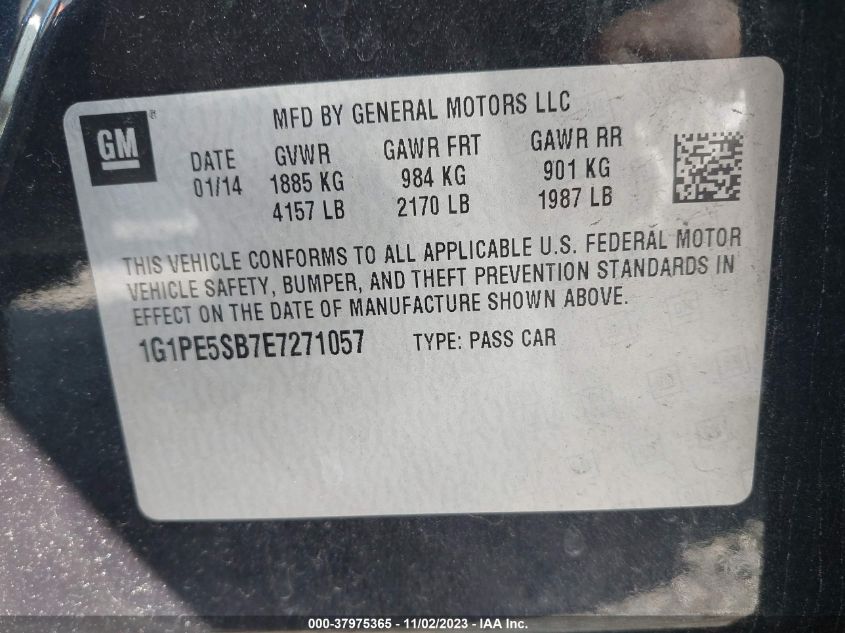 MFD BY GENERAL MOTORS LLC
GM®
DATE GVWR GAWR FRT GAWR RR
01/14 1885 KG 984 KG 901 KG
4157 LB 2170 LB 1987 LB
THIS VEHICLE CONFORMS TO ALL APPLICABLE U.S. FEDERAL MOTOR
VEHICLE SAFETY, BUMPER, AND THEFT PREVENTION STANDARDS IN
EFFECT ON THE DATE OF MANUFACTURE SHOWN ABOVE.
1G1PE5SB7E7271057 TYPE: PASS CAR
000-37975365 - 11/02/2023 - IAA Inc.